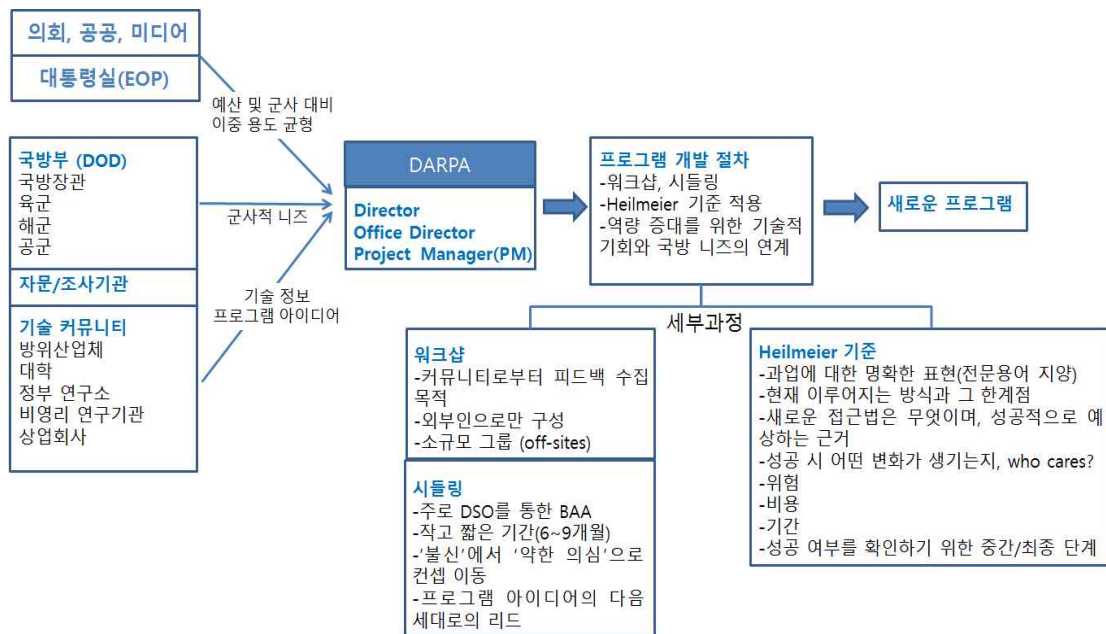 의회, 공공, 미디어
대통령실(EOP)
예산 및 군사 대비
이중 용도 균형
국방부 (DOD)
국방장관
육군
해군
공군
군사적 니즈
자문/조사기관
기술 커뮤니티
방위산업체
대학
정부 연구소
비영리 연구기관
상업회사
기술 정보
프로그램 아이디어
DARPA
Director
Office Director
Project Manager(PM)
프로그램 개발 절차
-워크샵, 시들링
-Heilmeier 기준 적용
-역량 증대를 위한 기술적
기회와 국방 니즈의 연계
새로운 프로그램
세부과정
워크샵
-커뮤니티로부터 피드백 수집
목적
-외부인으로만 구성
-소규모 그룹 (off-sites)
시들링
-주로 DSO를 통한 BAA
-작고 짧은 기간(6~9개월)
-‘불신’에서 ‘약한 의심’으로
컨셉 이동
-프로그램 아이디어의 다음
세대로의 리드
Heilmeier 기준
-과업에 대한 명확한 표현(전문용어 지양)
-현재 이루어지는 방식과 그 한계점
-새로운 접근법은 무엇이며, 성공적으로 예
상하는 근거
-성공 시 어떤 변화가 생기는지, who cares?
-위험
-비용
-기간
-성공 여부를 확인하기 위한 중간/최종 단계